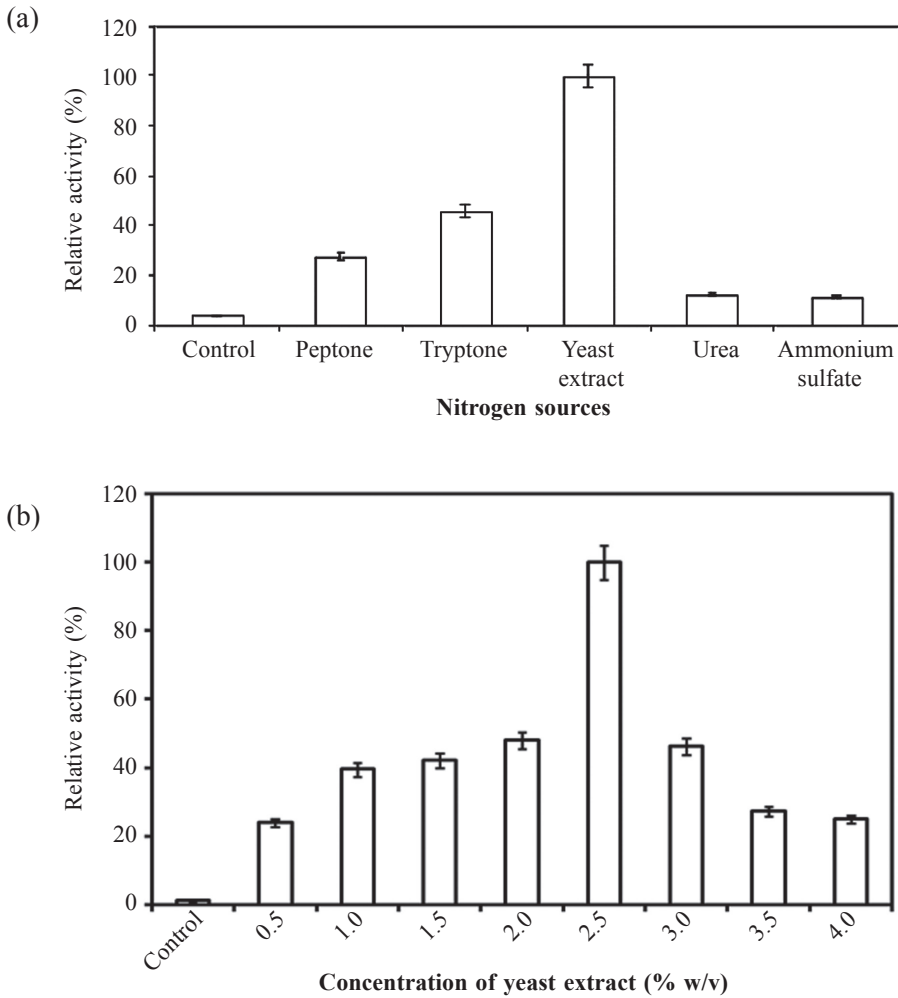 (a)
120
100
80
60
40
20
0
Relative activity (%)
Control Peptone Tryptone Yeast extract Urea Ammonium sulfate
Nitrogen sources
(b)
120
100
80
60
40
20
0
Relative activity (%)
Control 0.5 1.0 1.5 2.0 2.5 3.0 3.5 4.0
Concentration of yeast extract (% w/v)